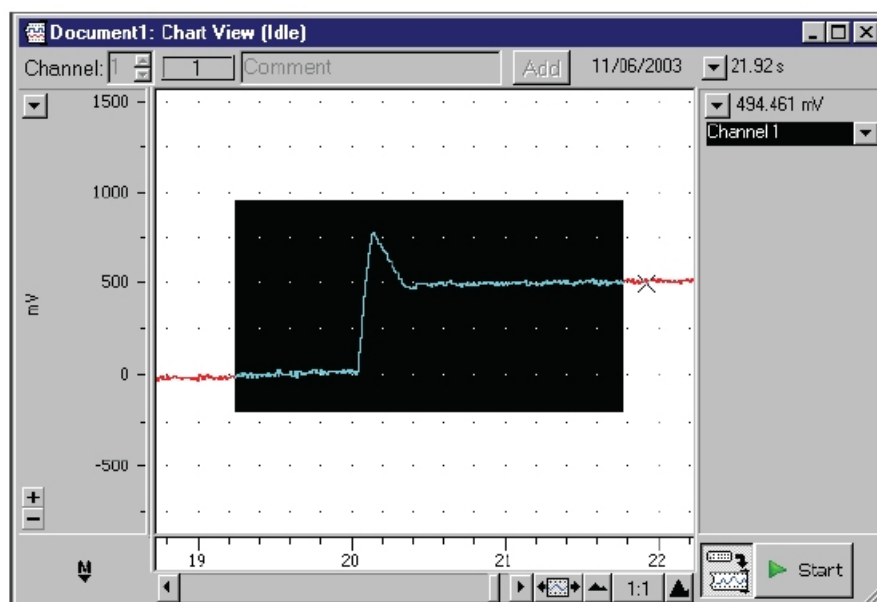 Document1: Chart View (Idle)
Channel: 1 1 Comment Add 11/06/2003 21.92 s
1500 494.461 mV
Channel 1
1000
500
mV
0
-500
+
−
19 20 21 22
M 1:1 Start